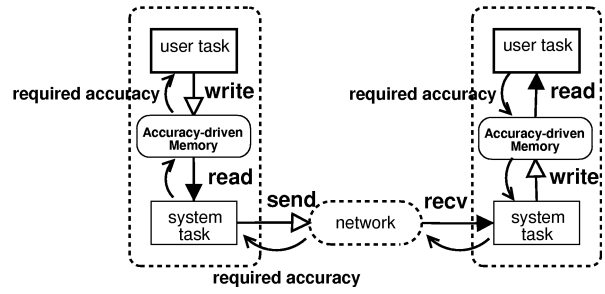 user task
write
required accuracy
Accuracy-driven
Memory
read
system
task
send
network
recv
required accuracy
user task
required accuracy
read
Accuracy-driven
Memory
write
system
task